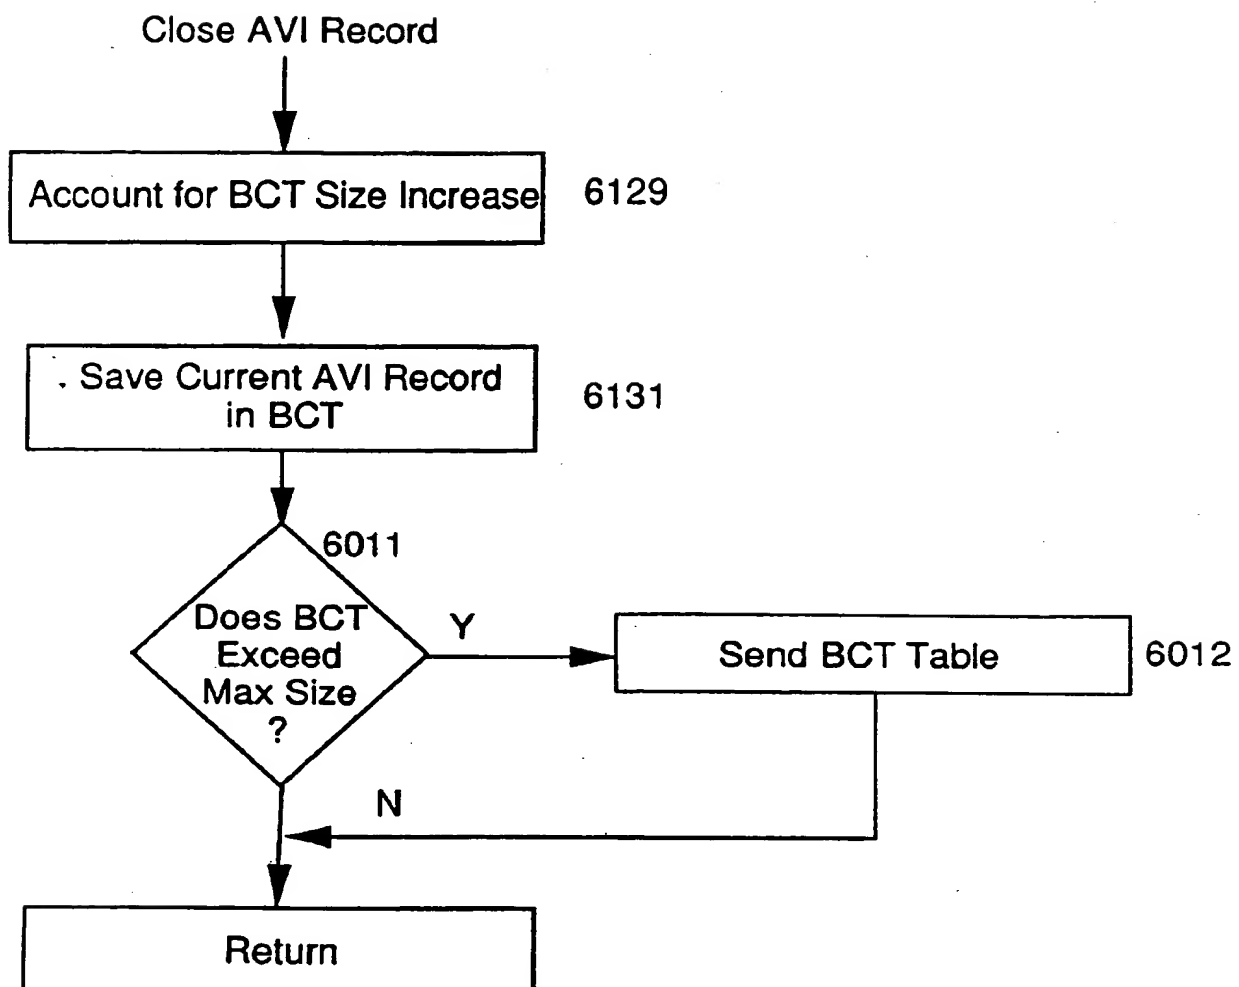 Close AVI Record
Account for BCT Size Increase
6129
Save Current AVI Record
in BCT
6131
6011
Does BCT
Exceed
Max Size
?
Y
Send BCT Table
6012
N
Return